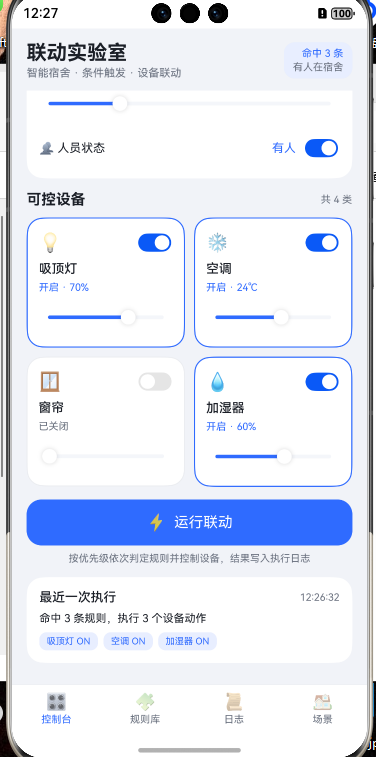 12:27
100
联动实验室
智能宿舍 · 条件触发 · 设备联动
命中 3 条
有人在宿舍
人员状态
有人
可控设备
共 4 类
吸顶灯
开启 · 70%
空调
开启 · 24℃
窗帘
已关闭
加湿器
开启 · 60%
运行联动
按优先级依次判定规则并控制设备，结果写入执行日志
最近一次执行
12:26:32
命中 3 条规则，执行 3 个设备动作
吸顶灯 ON
空调 ON
加湿器 ON
控制台
规则库
日志
场景